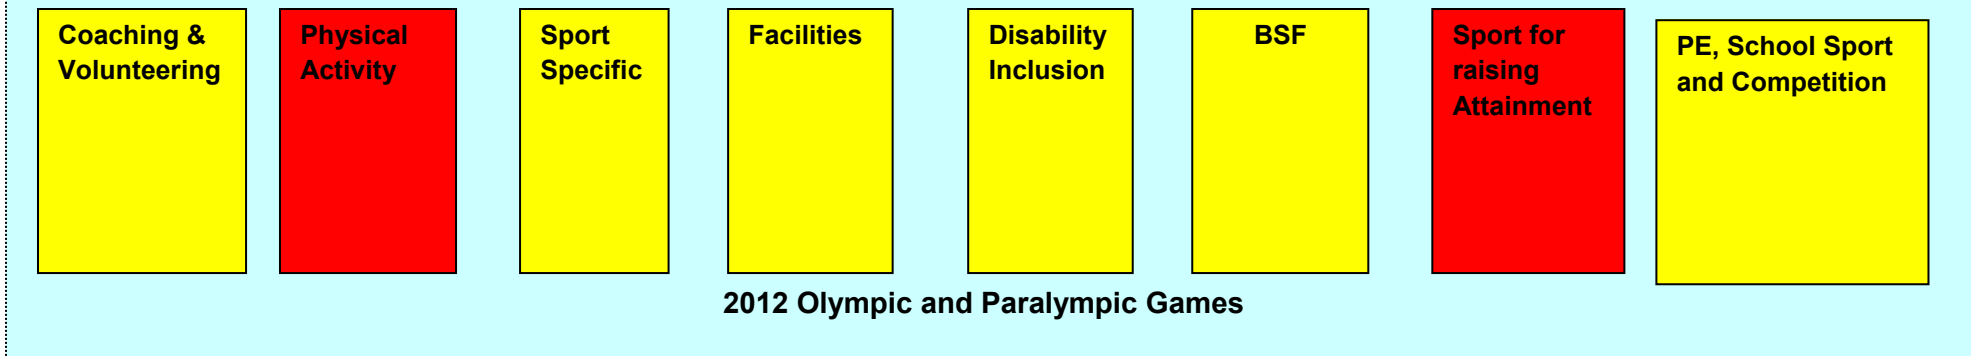 Coaching &
Volunteering
Physical
Activity
Sport
Specific
Facilities
Disability
Inclusion
BSF
Sport for
raising
Attainment
PE, School Sport
and Competition
2012 Olympic and Paralympic Games